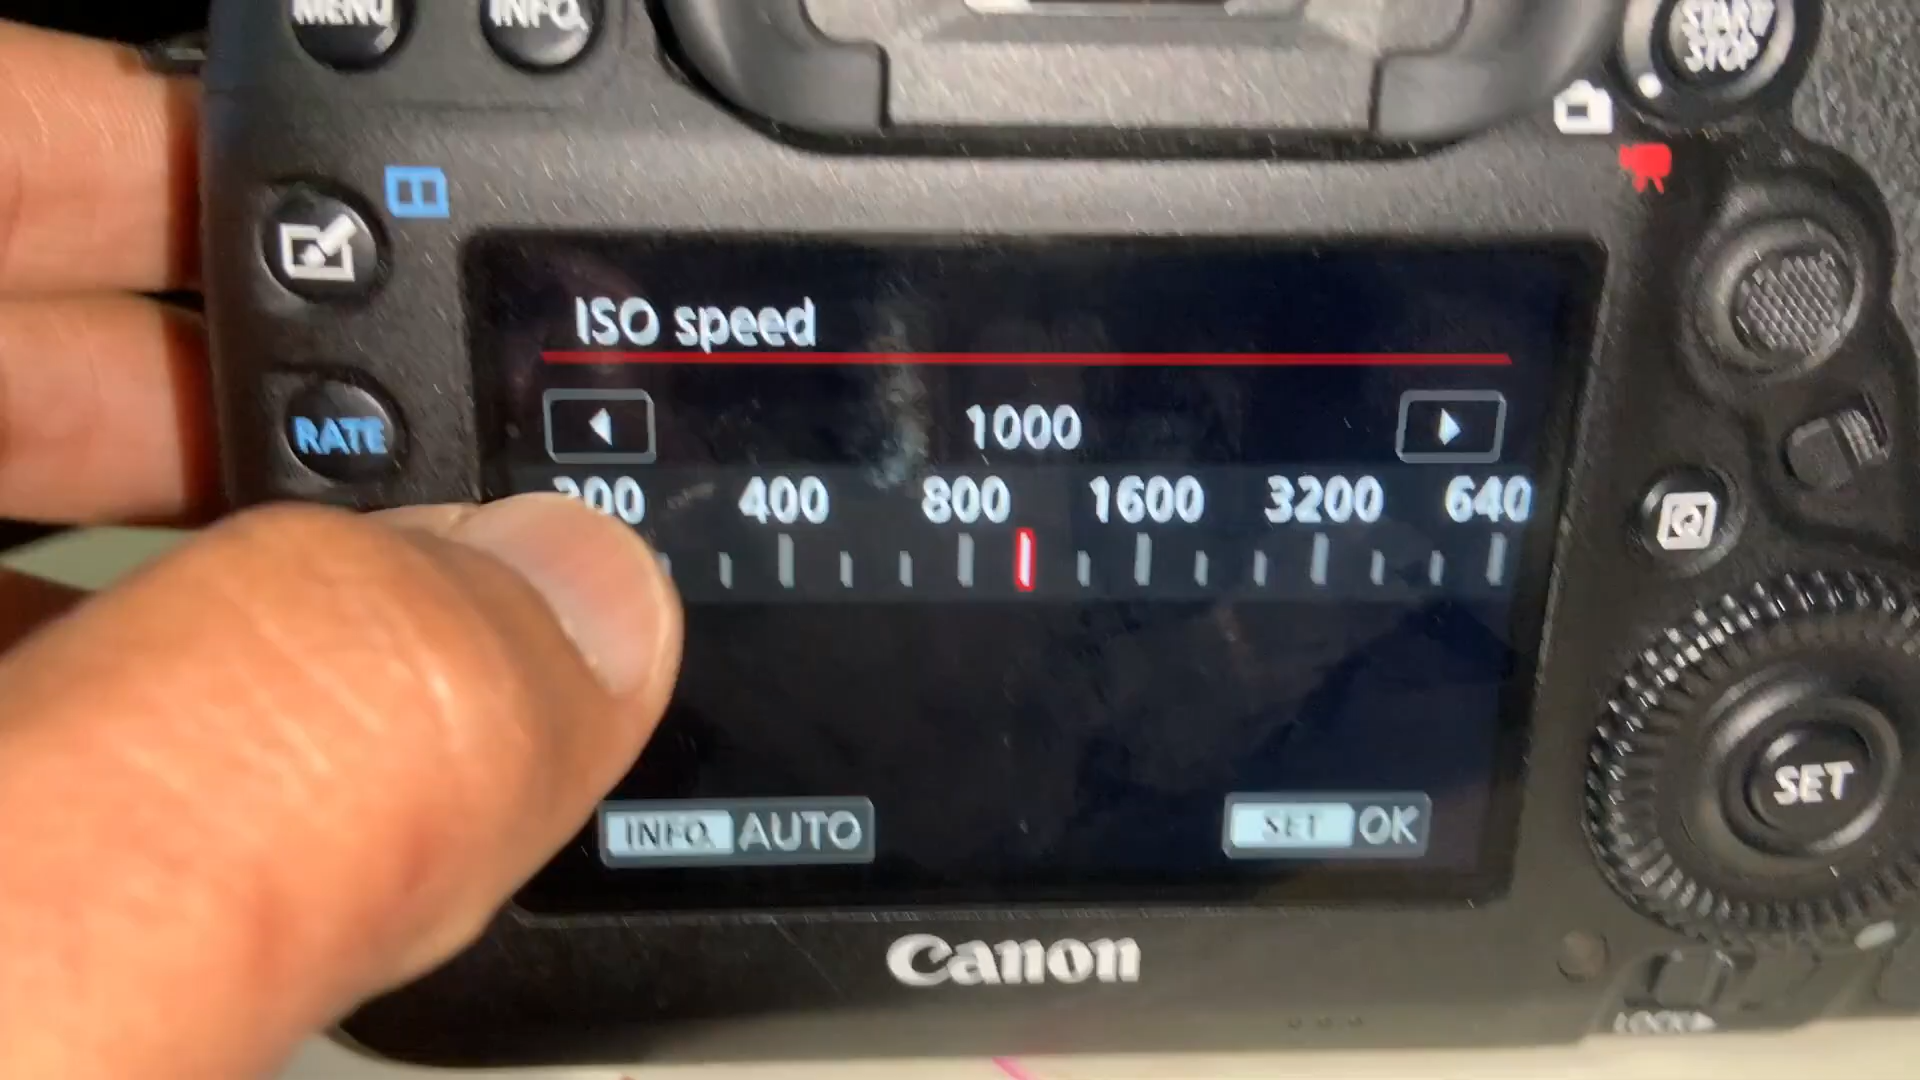 MENU INFO.
START/
STOP
ISO speed
RATE
1000
200 400 800 1600 3200 640
SET
INFO. AUTO
SET OK
Canon
LOCK▶